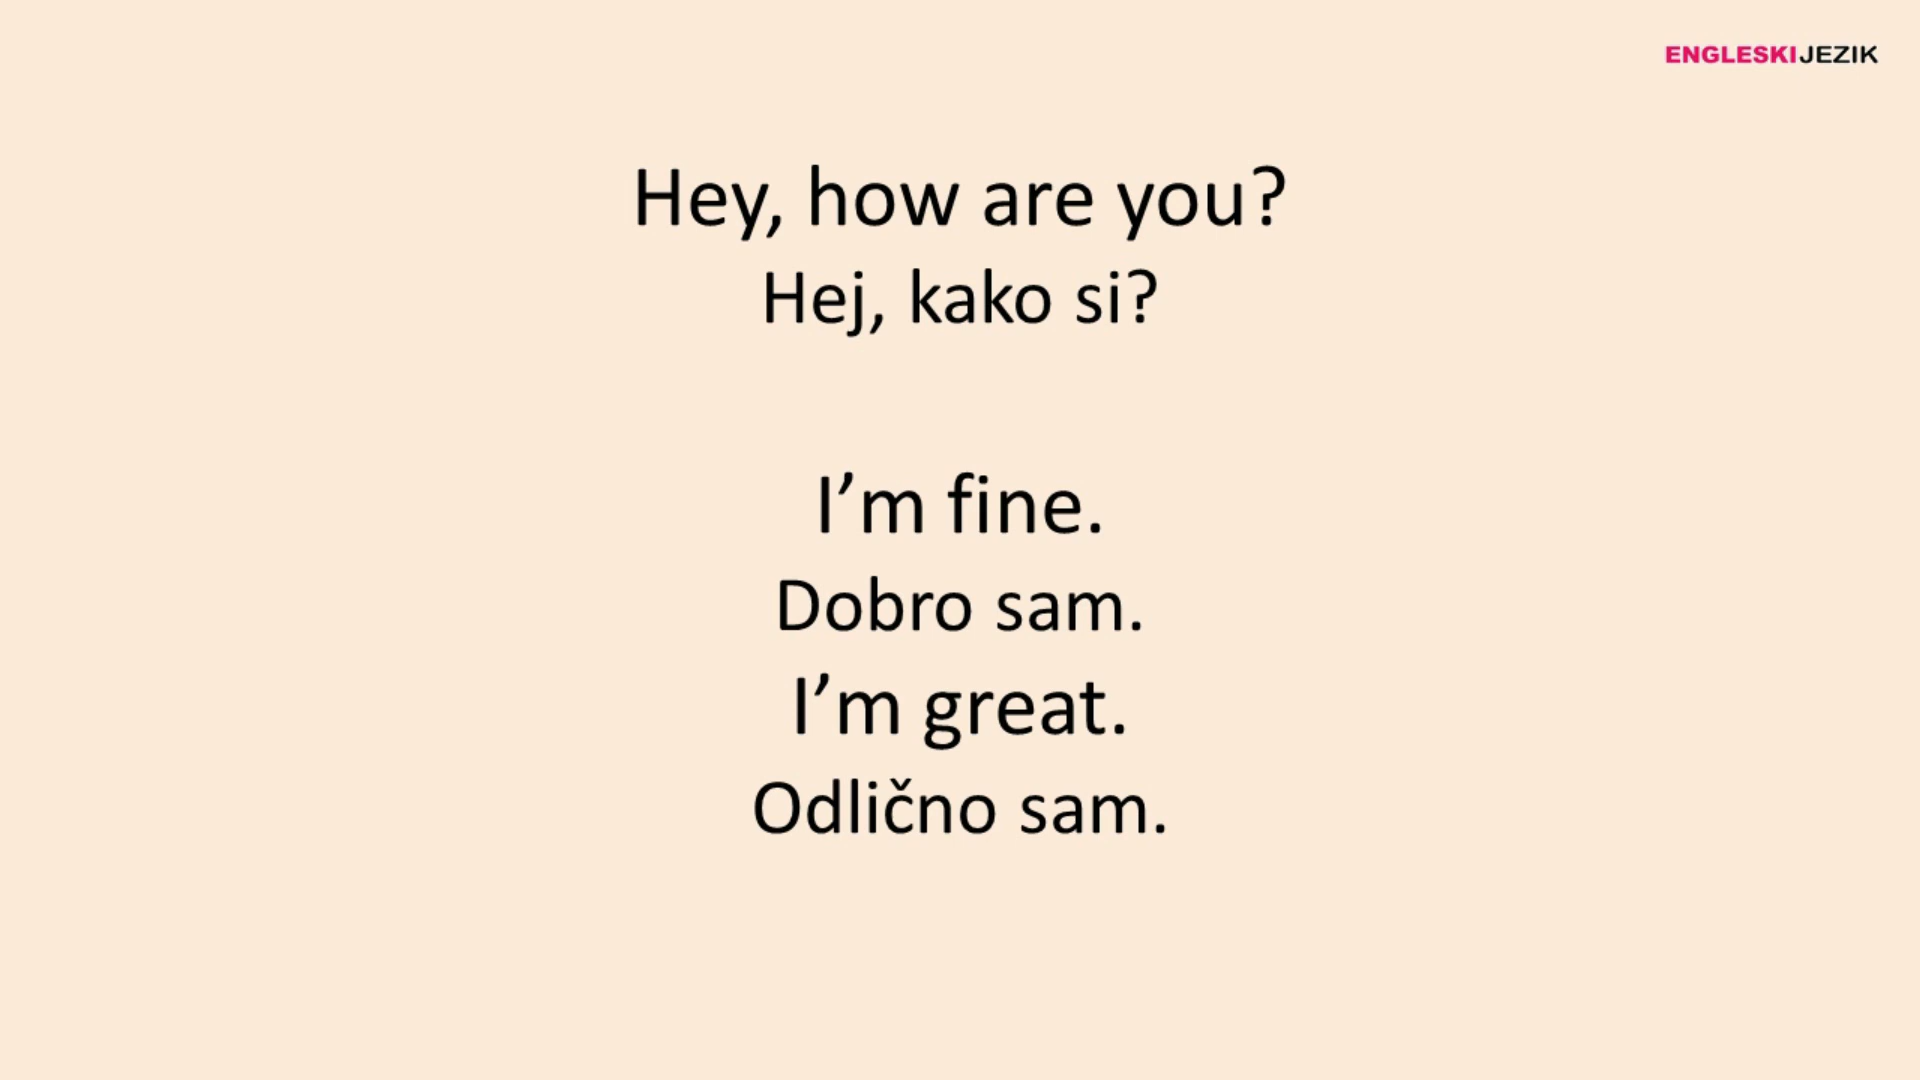 ENGLESKIJEZIK
Hey, how are you?
Hej, kako si?
I’m fine.
Dobro sam.
I’m great.
Odlično sam.